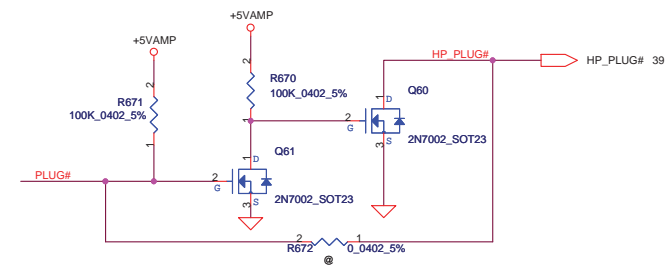 +5VAMP
+5VAMP
HP_PLUG#
HP_PLUG# 39
2
2
R670
100K_0402_5%
Q60
R671
100K_0402_5%
1
D
1
2
G
S
3
2N7002_SOT23
1
Q61
1
D
PLUG#
2
G
S
3
2N7002_SOT23
2
1
R672
0_0402_5%
@